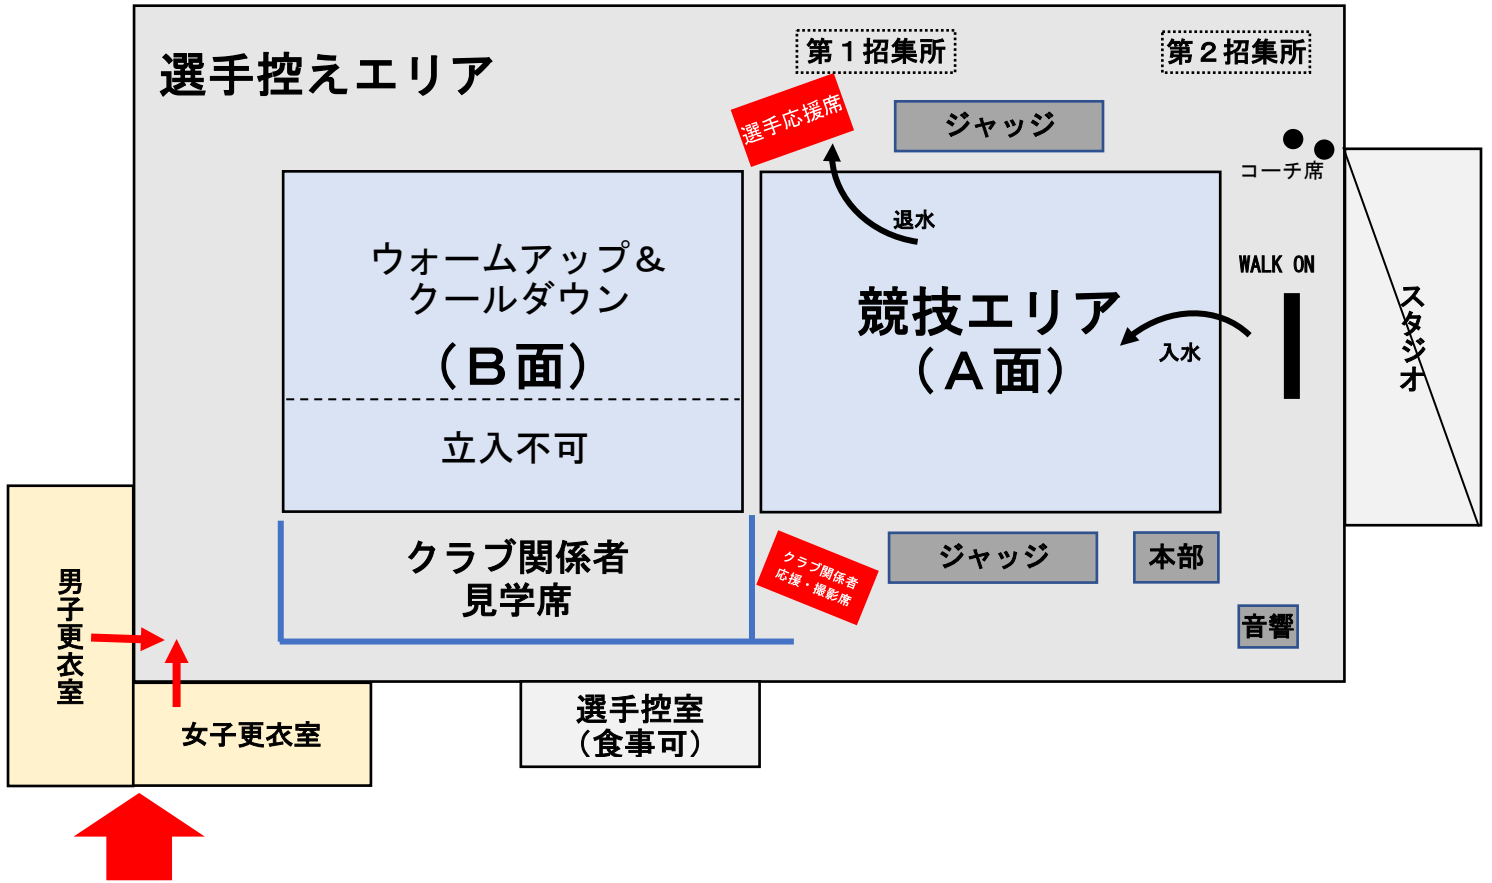 選手控えエリア
第１招集所
第２招集所
選手応援席
ジャッジ
コーチ席
退水
ウォームアップ＆
クールダウン
（Ｂ面）
立入不可
競技エリア
（Ａ面）
入水
WALK ON
スタジオ
クラブ関係者
見学席
クラブ関係者
応援・撮影席
ジャッジ
本部
音響
男子更衣室
女子更衣室
選手控室
（食事可）